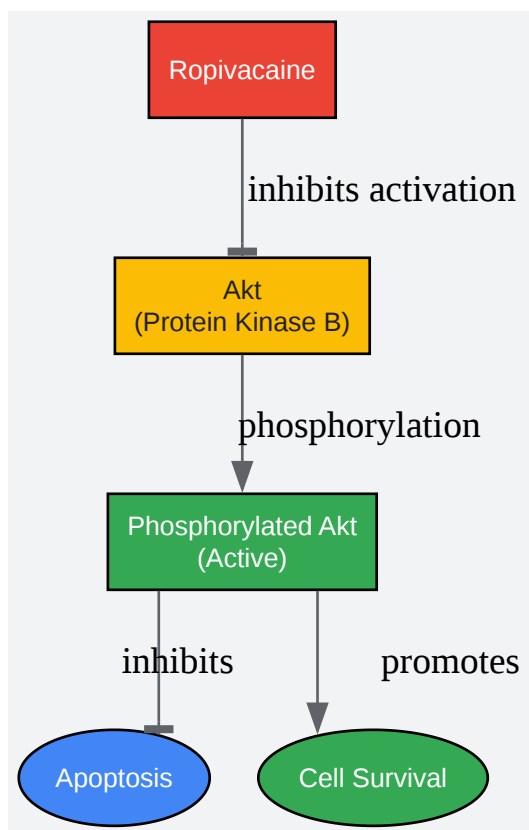 Ropivacaine
inhibits activation
Akt
(Protein Kinase B)
phosphorylation
Phosphorylated Akt
(Active)
inhibits
promotes
Apoptosis
Cell Survival